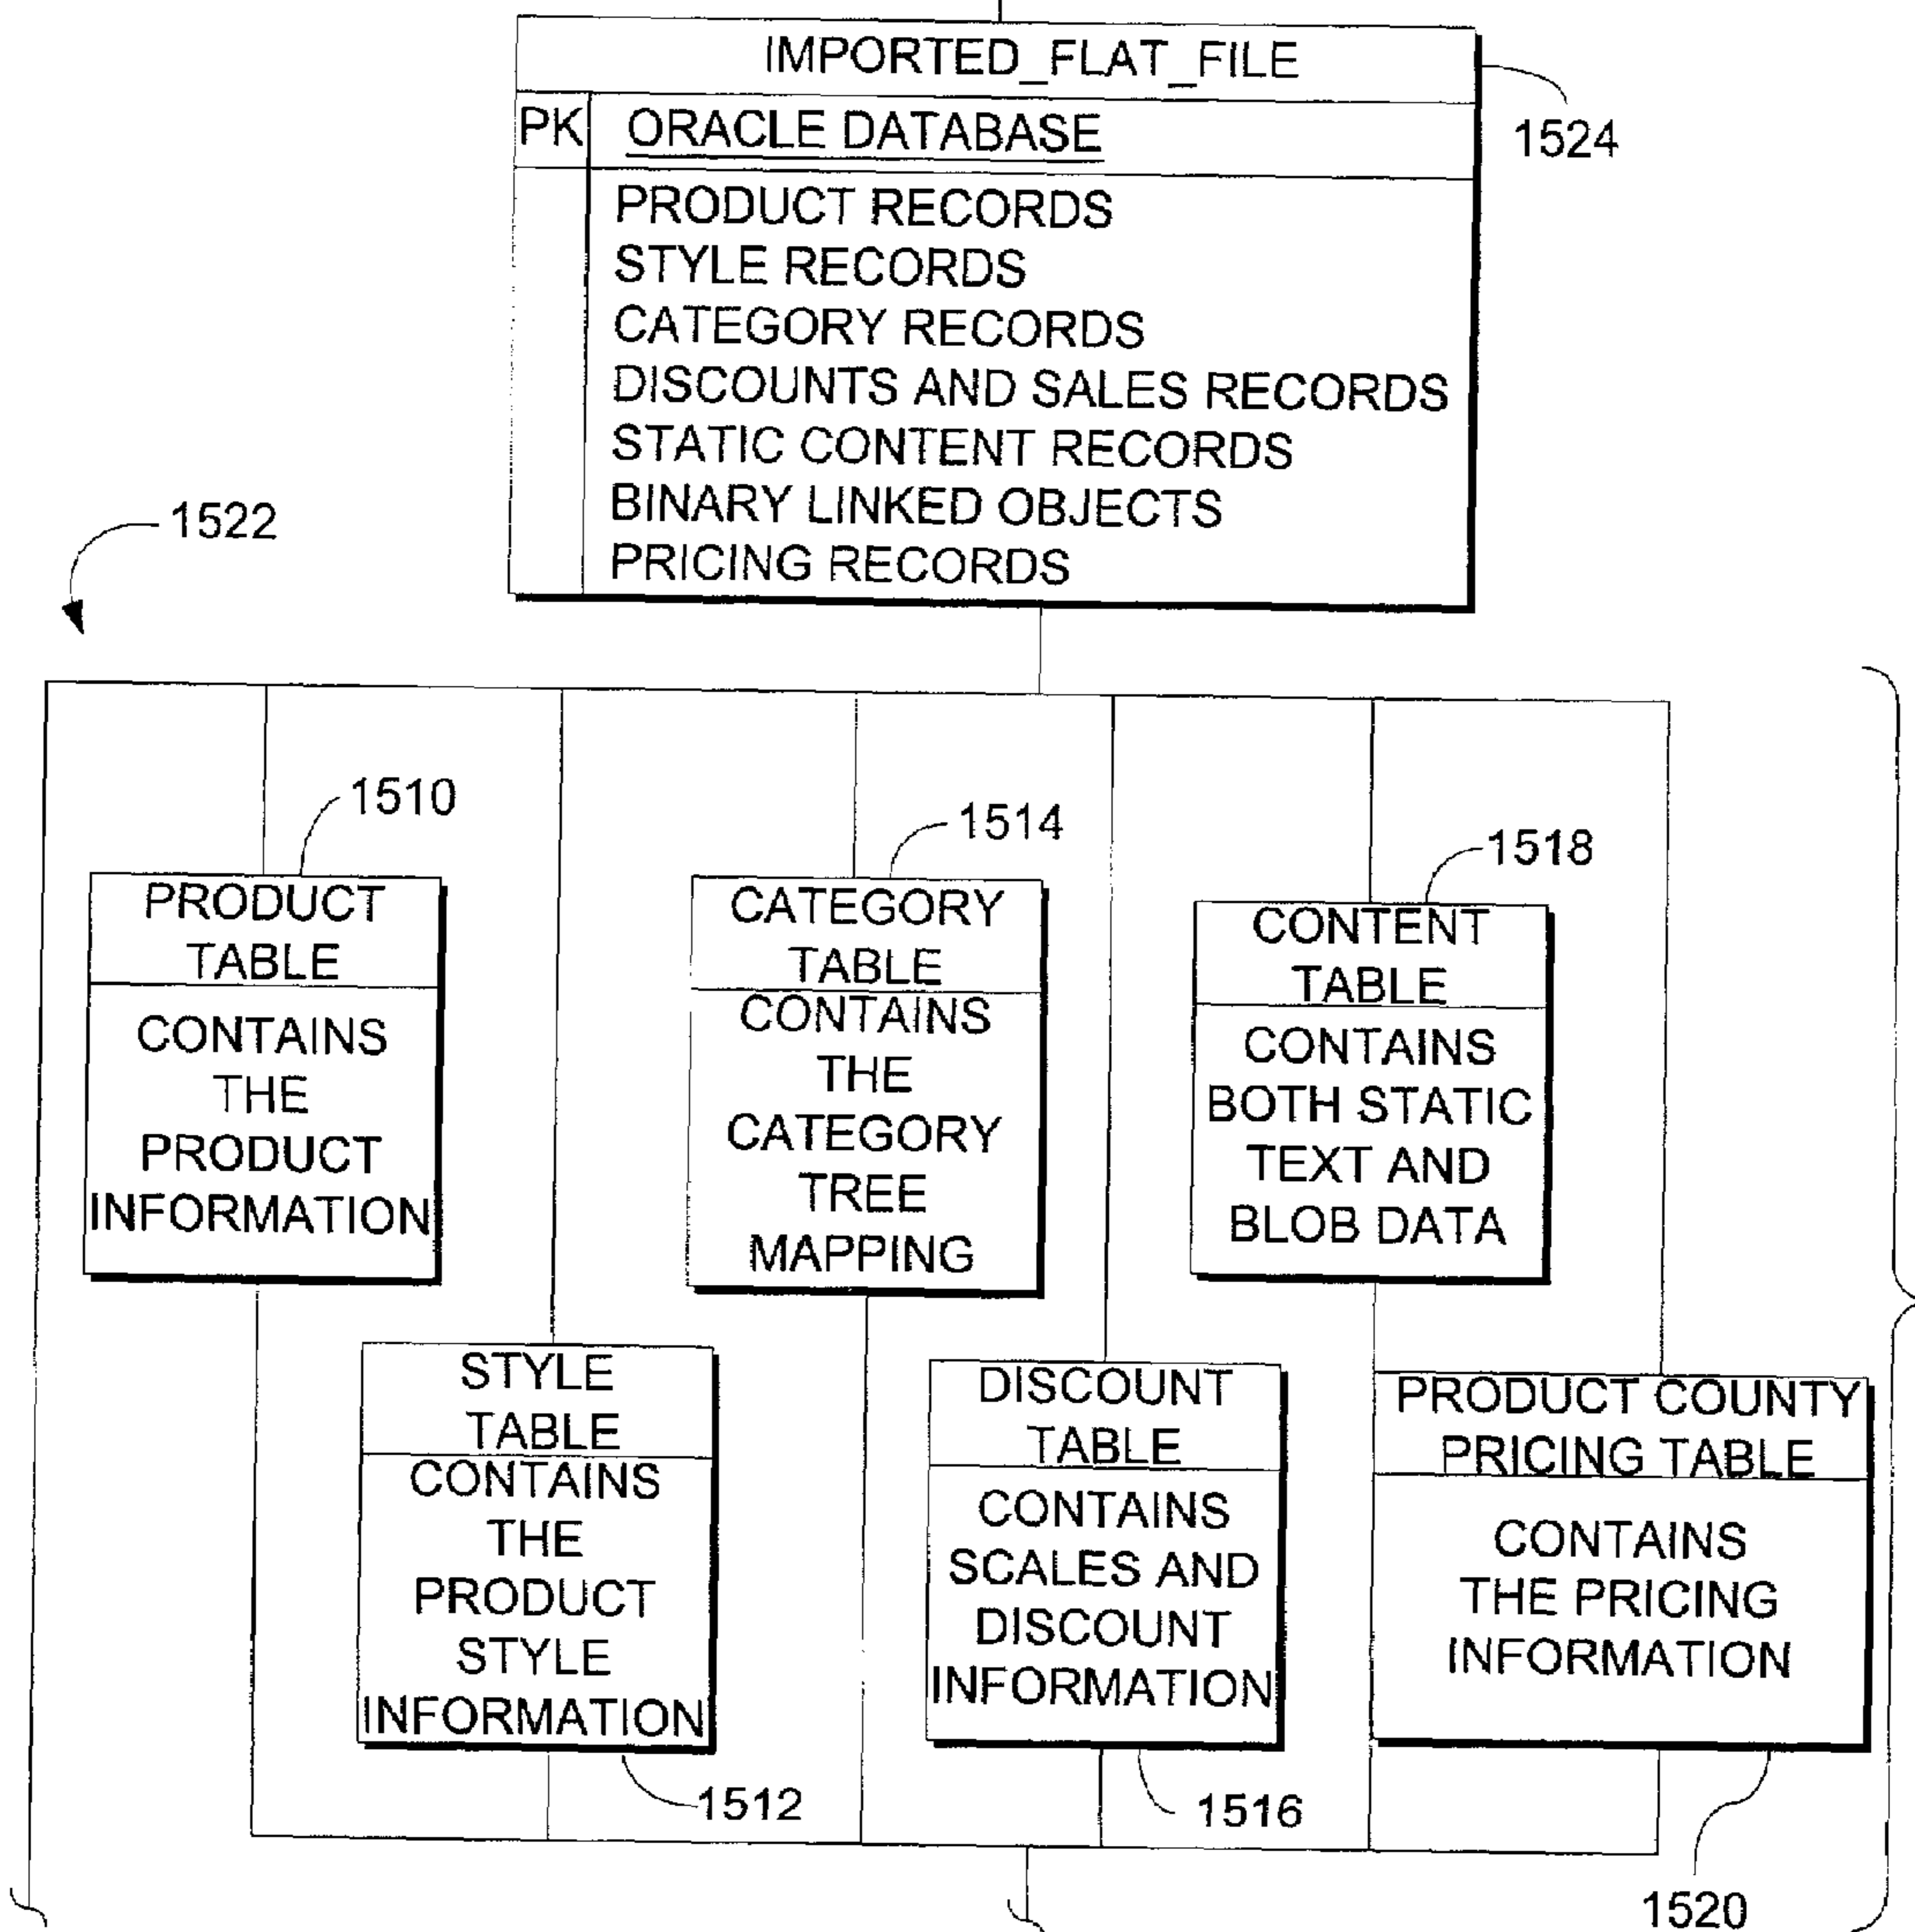 IMPORTED_FLAT_FILE
PK
ORACLE DATABASE
1524
PRODUCT RECORDS
STYLE RECORDS
CATEGORY RECORDS
DISCOUNTS AND SALES RECORDS
STATIC CONTENT RECORDS
BINARY LINKED OBJECTS
PRICING RECORDS
1522
1510
PRODUCT
TABLE
CONTAINS
THE
PRODUCT
INFORMATION
1514
CATEGORY
TABLE
CONTAINS
THE
CATEGORY
TREE
MAPPING
1518
CONTENT
TABLE
CONTAINS
BOTH STATIC
TEXT AND
BLOB DATA
STYLE
TABLE
CONTAINS
THE
PRODUCT
STYLE
INFORMATION
1512
DISCOUNT
TABLE
CONTAINS
SCALES AND
DISCOUNT
INFORMATION
1516
PRODUCT COUNTY
PRICING TABLE
CONTAINS
THE PRICING
INFORMATION
1520